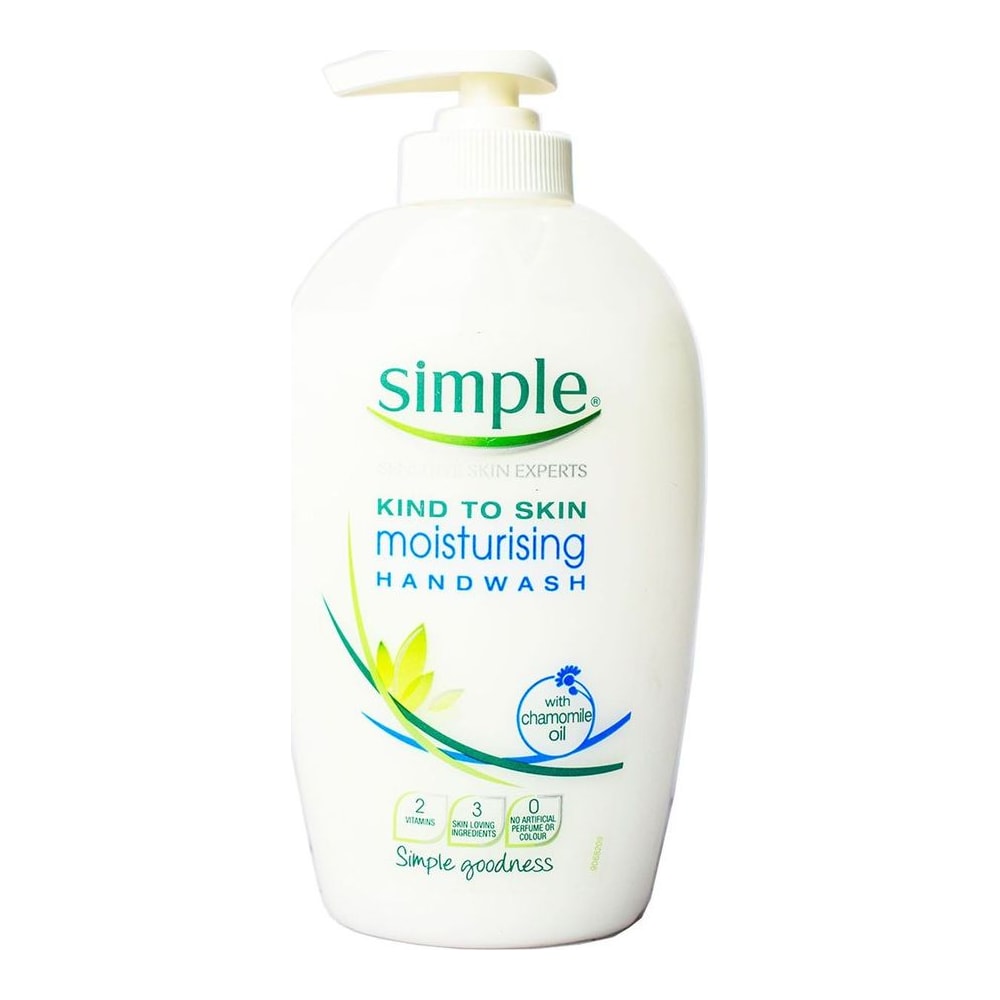 simple®
SENSITIVE SKIN EXPERTS
KIND TO SKIN
moisturising
HANDWASH
with
chamomile
oil
2
VITAMINS
3
SKIN LOVING
INGREDIENTS
0
NO ARTIFICIAL
PERFUME OR
COLOUR
Simple goodness